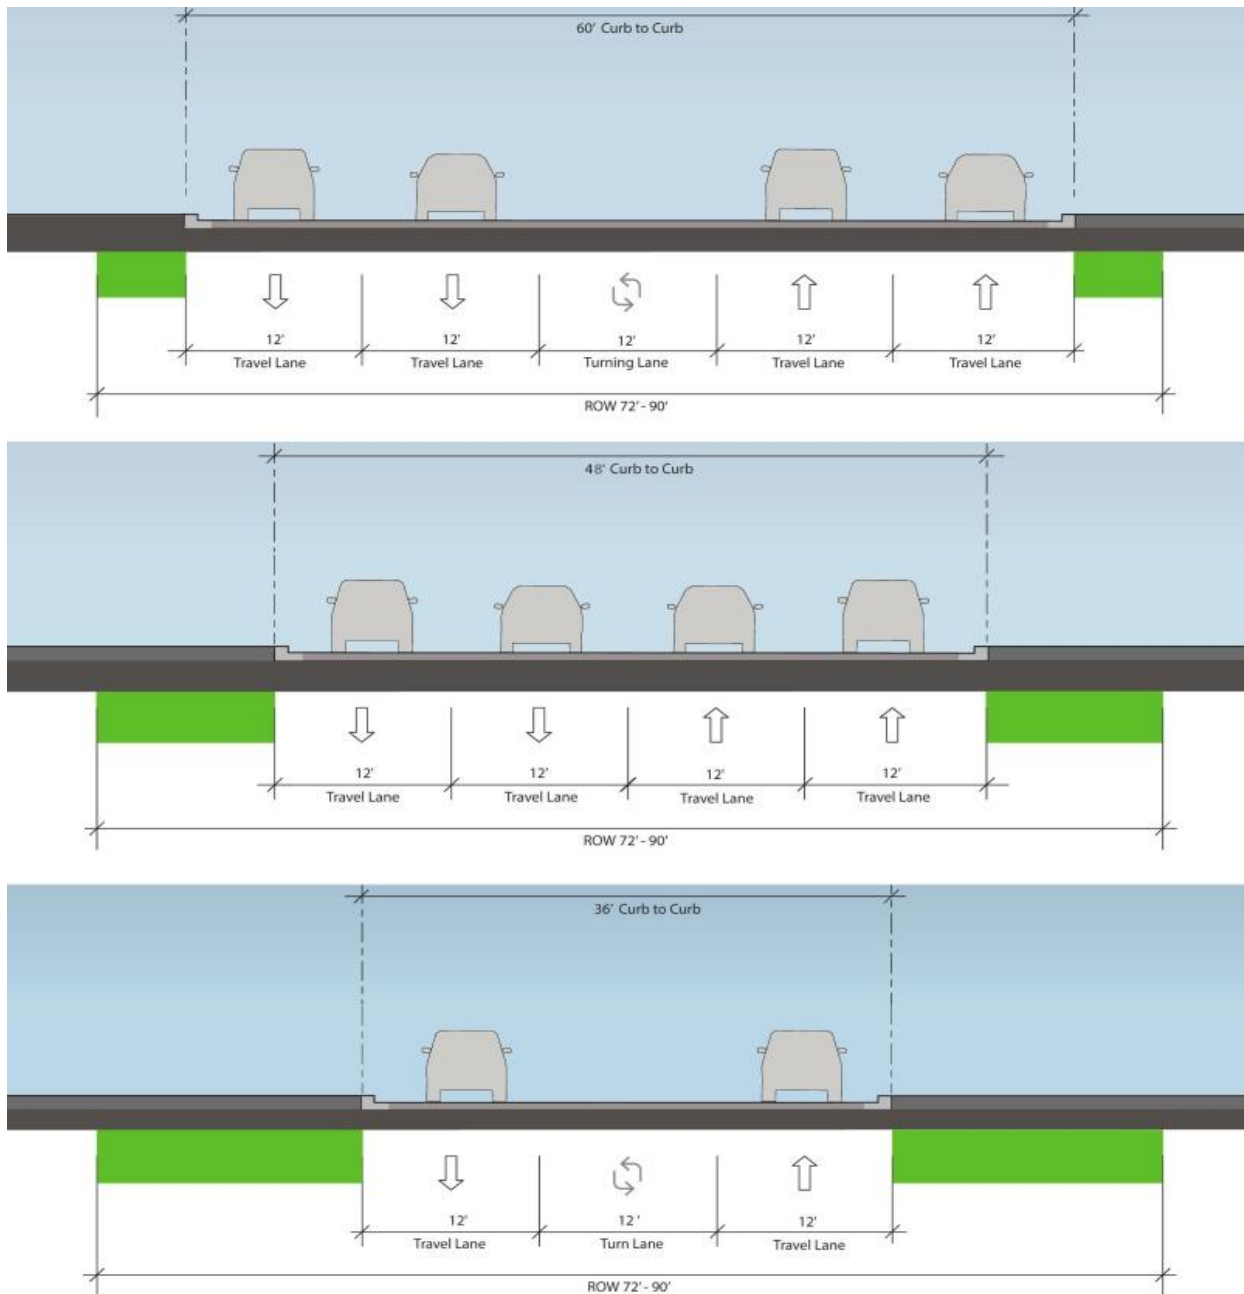 60' Curb to Curb
12' 12' 12' 12' 12'
Travel Lane Travel Lane Turning Lane Travel Lane Travel Lane
ROW 72' - 90'
48' Curb to Curb
12' 12' 12' 12'
Travel Lane Travel Lane Travel Lane Travel Lane
ROW 72' - 90'
36' Curb to Curb
12' 12 ' 12'
Travel Lane Turn Lane Travel Lane
ROW 72' - 90'